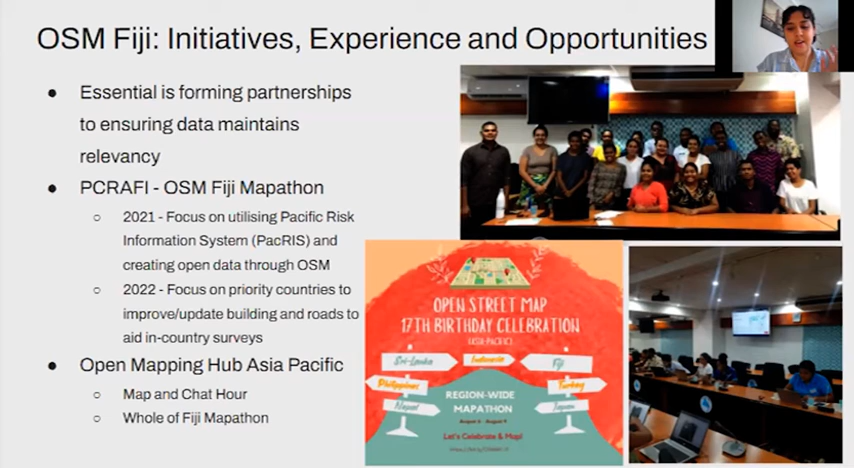 OSM Fiji: Initiatives, Experience and Opportunities
● Essential is forming partnerships
to ensuring data maintains
relevancy
● PCRAFI - OSM Fiji Mapathon
○ 2021 - Focus on utilising Pacific Risk
Information System (PacRIS) and
creating open data through OSM
○ 2022 - Focus on priority countries to
improve/update building and roads to
aid in-country surveys
● Open Mapping Hub Asia Pacific
○ Map and Chat Hour
○ Whole of Fiji Mapathon
OPEN STREET MAP
17TH BIRTHDAY CELEBRATION
(ASIA-PACIFIC)
Sri-Lanka
Indonesia
Fiji
Philippines
Turkey
Nepal
Japan
REGION-WIDE
MAPATHON
Let's Celebrate & Map!